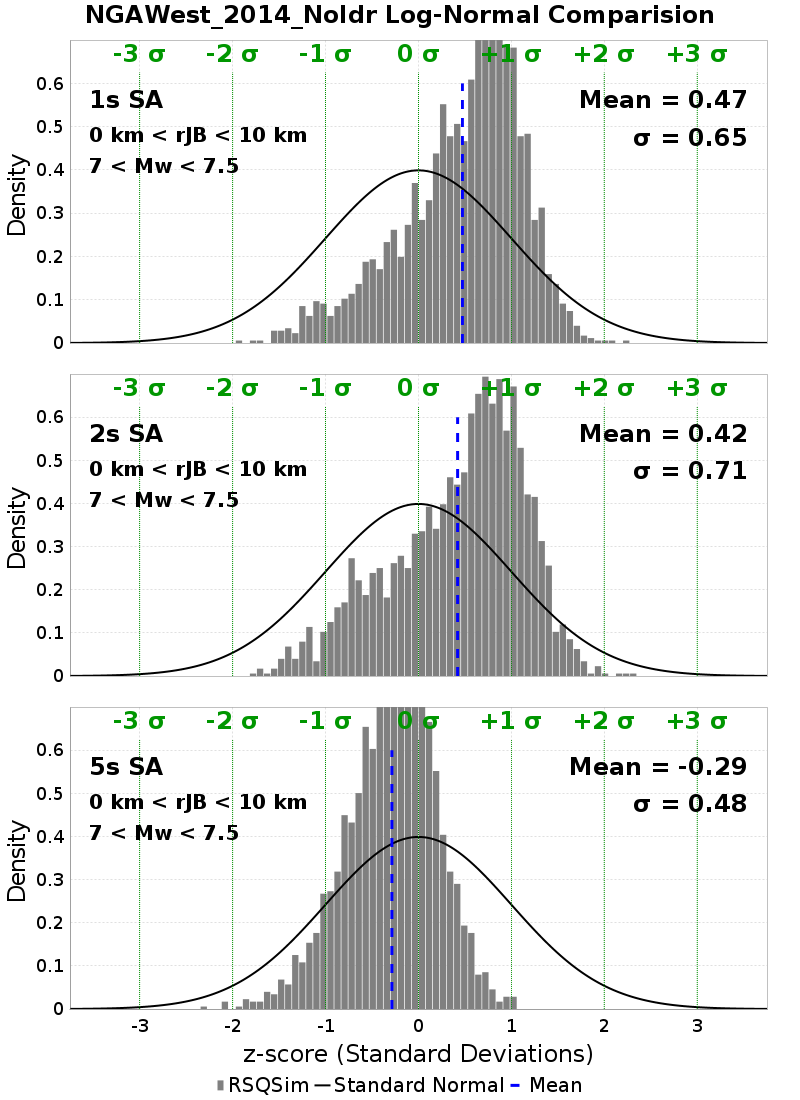 NGAWest_2014_NoIdr Log-Normal Comparision
-3 σ -2 σ -1 σ 0 σ +1 σ +2 σ +3 σ
1s SA
0 km < rJB < 10 km
7 < Mw < 7.5
Mean = 0.47
σ = 0.65
Density
0.6
0.5
0.4
0.3
0.2
0.1
0
-3 σ -2 σ -1 σ 0 σ +1 σ +2 σ +3 σ
2s SA
0 km < rJB < 10 km
7 < Mw < 7.5
Mean = 0.42
σ = 0.71
Density
0.6
0.5
0.4
0.3
0.2
0.1
0
-3 σ -2 σ -1 σ 0 σ +1 σ +2 σ +3 σ
5s SA
0 km < rJB < 10 km
7 < Mw < 7.5
Mean = -0.29
σ = 0.48
Density
0.6
0.5
0.4
0.3
0.2
0.1
0
-3 -2 -1 0 1 2 3
z-score (Standard Deviations)
RSQSim Standard Normal Mean